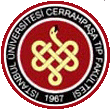 İSTANBUL ÜNİVERSİTESİ CERRAHPAŞA TIP FAKÜLTESİ
1967